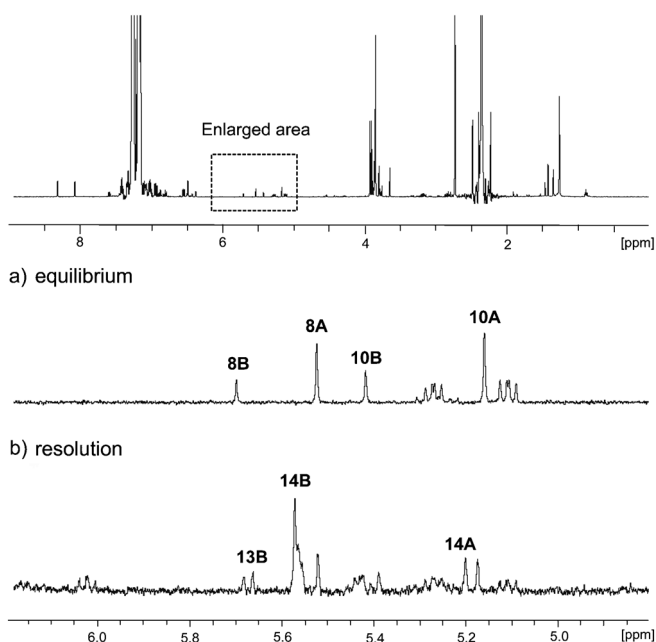 Enlarged area
8 6 4 2 [ppm]
a) equilibrium
8B 8A 10B 10A
b) resolution
13B 14B 14A
6.0 5.8 5.6 5.4 5.2 5.0 [ppm]